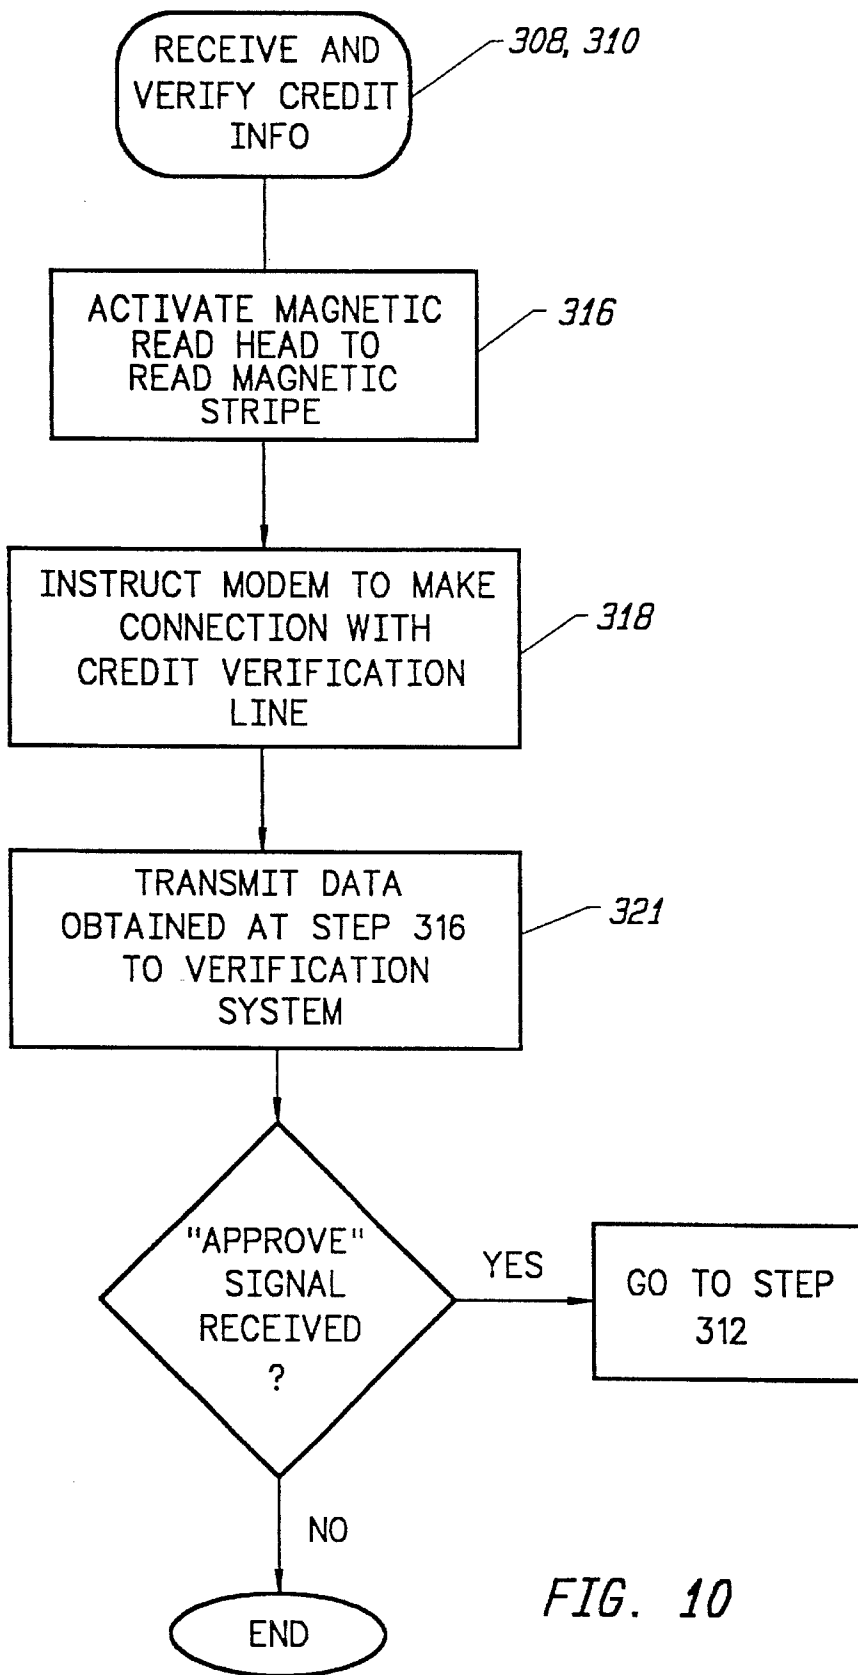 RECEIVE AND
VERIFY CREDIT
INFO
308, 310
ACTIVATE MAGNETIC
READ HEAD TO
READ MAGNETIC
STRIPE
316
INSTRUCT MODEM TO MAKE
CONNECTION WITH
CREDIT VERIFICATION
LINE
318
TRANSMIT DATA
OBTAINED AT STEP 316
TO VERIFICATION
SYSTEM
321
"APPROVE"
SIGNAL
RECEIVED
?
YES
GO TO STEP
312
NO
END
FIG. 10